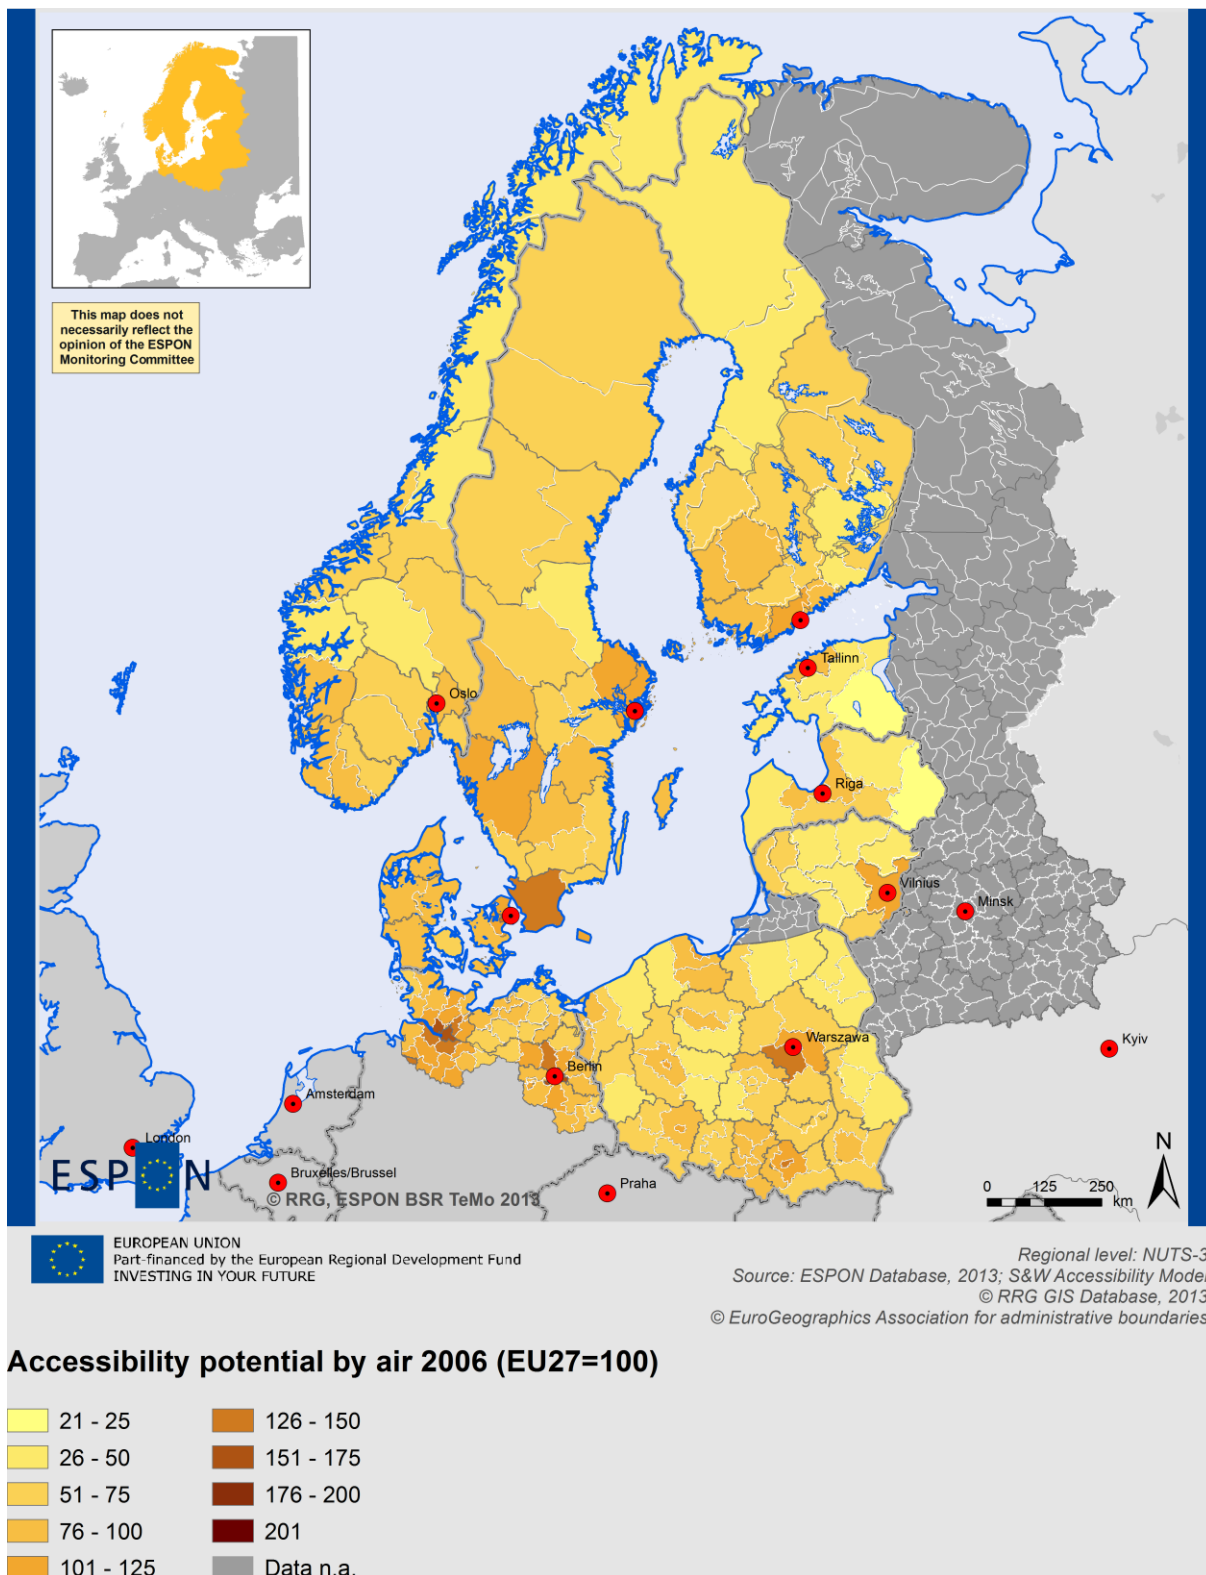 This map does not
necessarily reflect the
opinion of the ESPON
Monitoring Committee
Oslo
Tallinn
Riga
Vilnius
Minsk
Warszawa
Kyiv
Berlin
Amsterdam
London
Bruxelles/Brussel
Praha
ESPON
© RRG, ESPON BSR TeMo 2013
N
0 125 250
km
EUROPEAN UNION
Part-financed by the European Regional Development Fund
INVESTING IN YOUR FUTURE
Regional level: NUTS-3
Source: ESPON Database, 2013; S&W Accessibility Model
© RRG GIS Database, 2013
© EuroGeographics Association for administrative boundaries
Accessibility potential by air 2006 (EU27=100)
21 - 25
26 - 50
51 - 75
76 - 100
101 - 125
126 - 150
151 - 175
176 - 200
201
Data n.a.